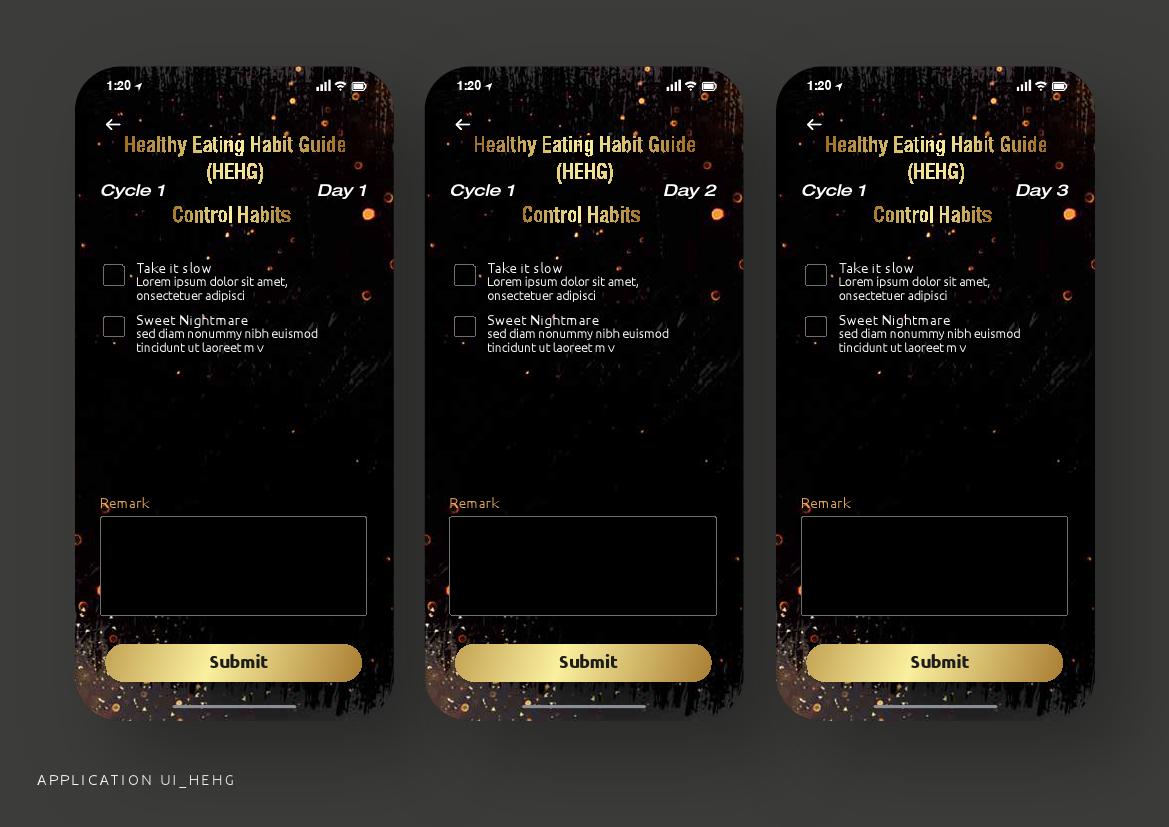 1:20
Healthy Eating Habit Guide
(HEHG)
Cycle 1 Day 1
Control Habits
Take it slow
Lorem ipsum dolor sit amet,
onsectetuer adipisci
Sweet Nightmare
sed diam nonummy nibh euismod
tincidunt ut laoreet m v
Remark
Submit
1:20
Healthy Eating Habit Guide
(HEHG)
Cycle 1 Day 2
Control Habits
Take it slow
Lorem ipsum dolor sit amet,
onsectetuer adipisci
Sweet Nightmare
sed diam nonummy nibh euismod
tincidunt ut laoreet m v
Remark
Submit
1:20
Healthy Eating Habit Guide
(HEHG)
Cycle 1 Day 3
Control Habits
Take it slow
Lorem ipsum dolor sit amet,
onsectetuer adipisci
Sweet Nightmare
sed diam nonummy nibh euismod
tincidunt ut laoreet m v
Remark
Submit
APPLICATION UI_HEHG